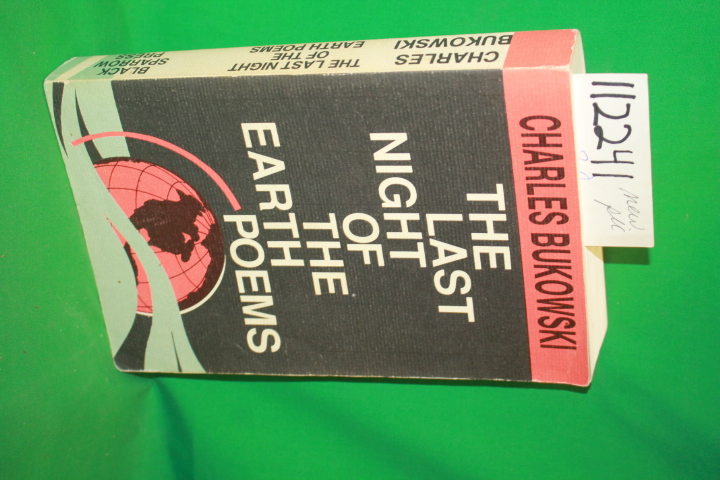 CHARLES BUKOWSKI
THE
LAST
NIGHT
OF
THE
EARTH
POEMS
CHARLES
BUKOWSKI
THE LAST NIGHT
OF THE
EARTH POEMS
BLACK
SPARROW
PRESS
112241
new